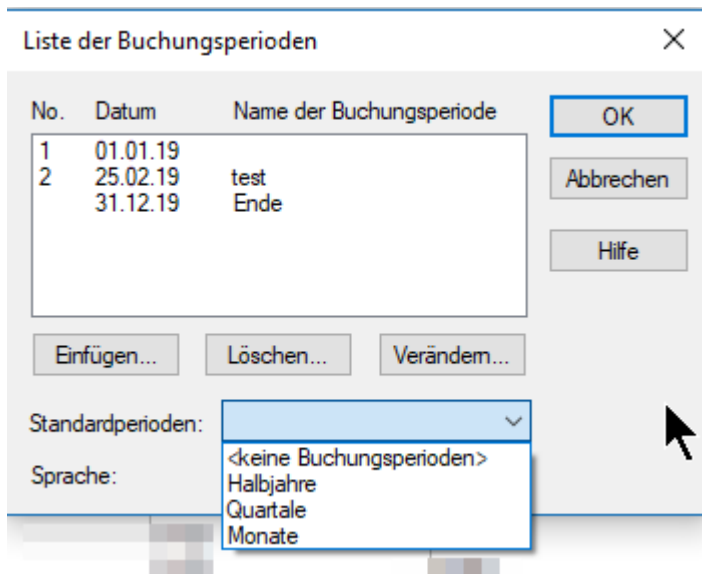 Liste der Buchungsperioden
No. Datum Name der Buchungsperiode
1 01.01.19
2 25.02.19 test
31.12.19 Ende
OK
Abbrechen
Hilfe
Einfügen... Löschen... Verändern...
Standardperioden:
<keine Buchungsperioden>
Halbjahre
Quartale
Monate
Sprache: